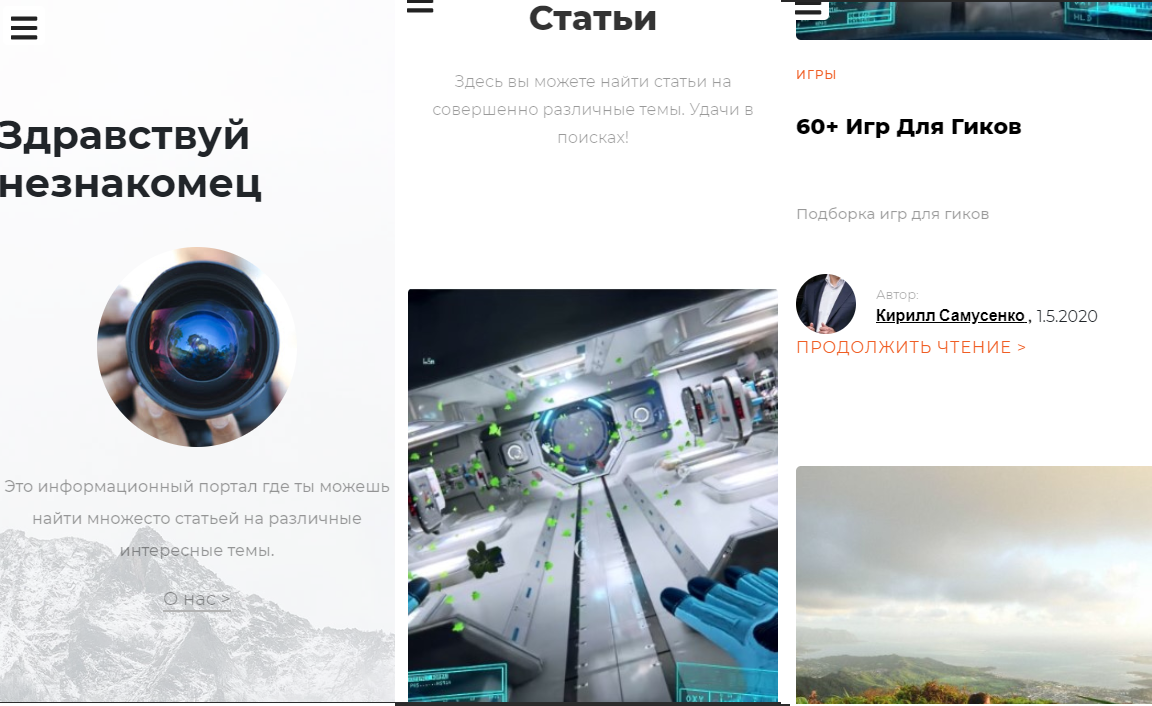 Здравствуй
незнакомец
Это информационный портал где ты можешь
найти множесто статьей на различные
интересные темы.
О нас >
Статьи
Здесь вы можете найти статьи на
совершенно различные темы. Удачи в
поисках!
OXY
HLS
ИГРЫ
60+ Игр Для Гиков
Подборка игр для гиков
Автор:
Кирилл Самусенко , 1.5.2020
ПРОДОЛЖИТЬ ЧТЕНИЕ >